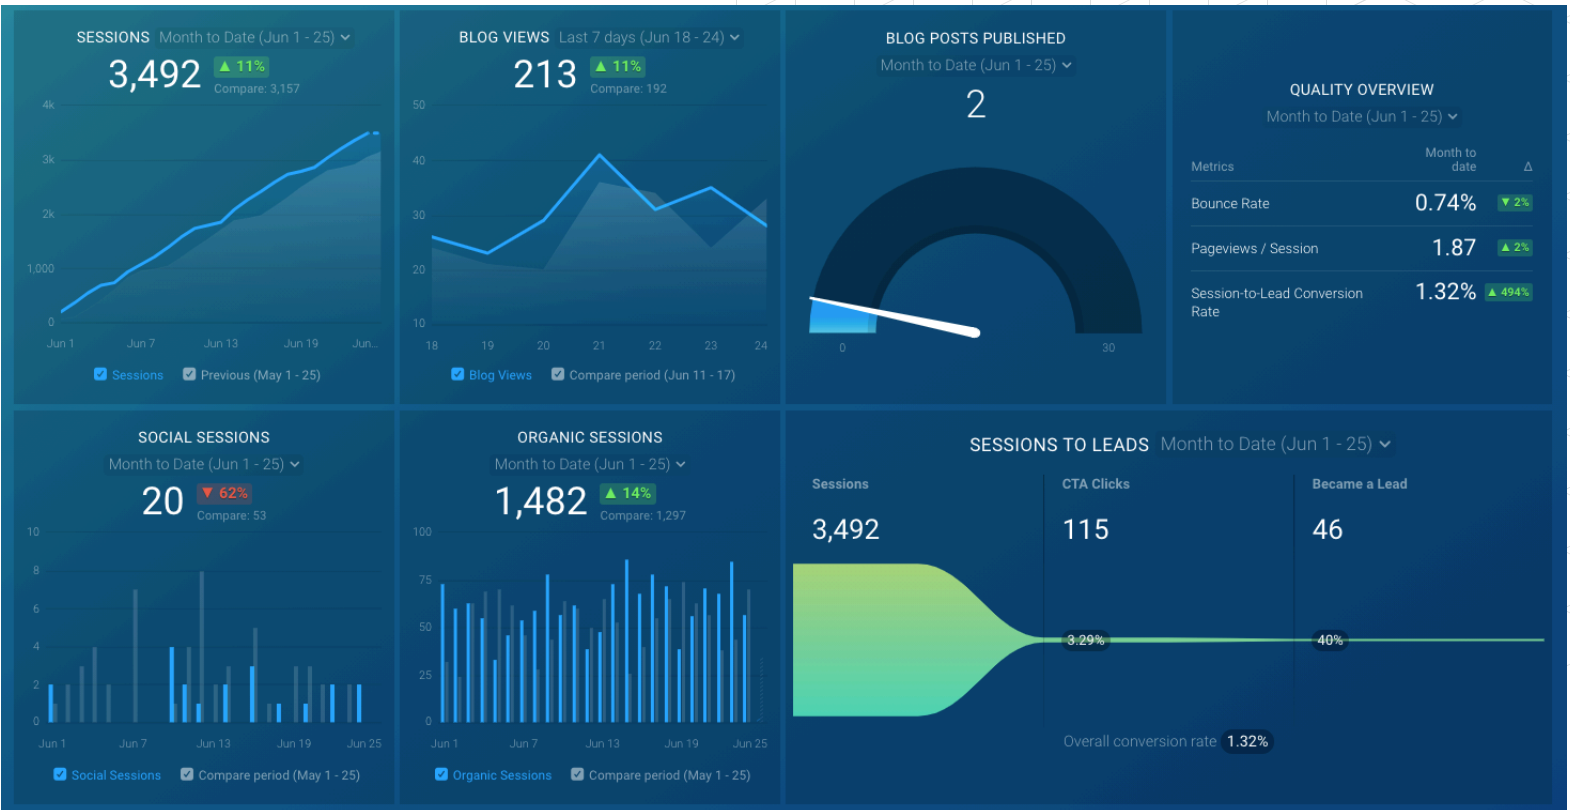 SESSIONS Month to Date (Jun 1 - 25)
3,492 ▲ 11%
Compare: 3,157
4k
3k
2k
1,000
0
Jun 1 Jun 7 Jun 13 Jun 19 Jun...
Sessions Previous (May 1 - 25)
BLOG VIEWS Last 7 days (Jun 18 - 24)
213 ▲ 11%
Compare: 192
50
40
30
20
10
18 19 20 21 22 23 24
Blog Views Compare period (Jun 11 - 17)
BLOG POSTS PUBLISHED
Month to Date (Jun 1 - 25)
2
0 30
QUALITY OVERVIEW
Month to Date (Jun 1 - 25)
Metrics Month to date Δ
Bounce Rate 0.74% ▼ 2%
Pageviews / Session 1.87 ▲ 2%
Session-to-Lead Conversion 1.32% ▲ 494%
Rate
SOCIAL SESSIONS
Month to Date (Jun 1 - 25)
20 ▼ 62%
Compare: 53
10
8
6
4
2
0
Jun 1 Jun 7 Jun 13 Jun 19 Jun 25
Social Sessions Compare period (May 1 - 25)
ORGANIC SESSIONS
Month to Date (Jun 1 - 25)
1,482 ▲ 14%
Compare: 1,297
100
75
50
25
0
Jun 1 Jun 7 Jun 13 Jun 19 Jun 25
Organic Sessions Compare period (May 1 - 25)
SESSIONS TO LEADS Month to Date (Jun 1 - 25)
Sessions CTA Clicks Became a Lead
3,492 115 46
3.29% 40%
Overall conversion rate 1.32%